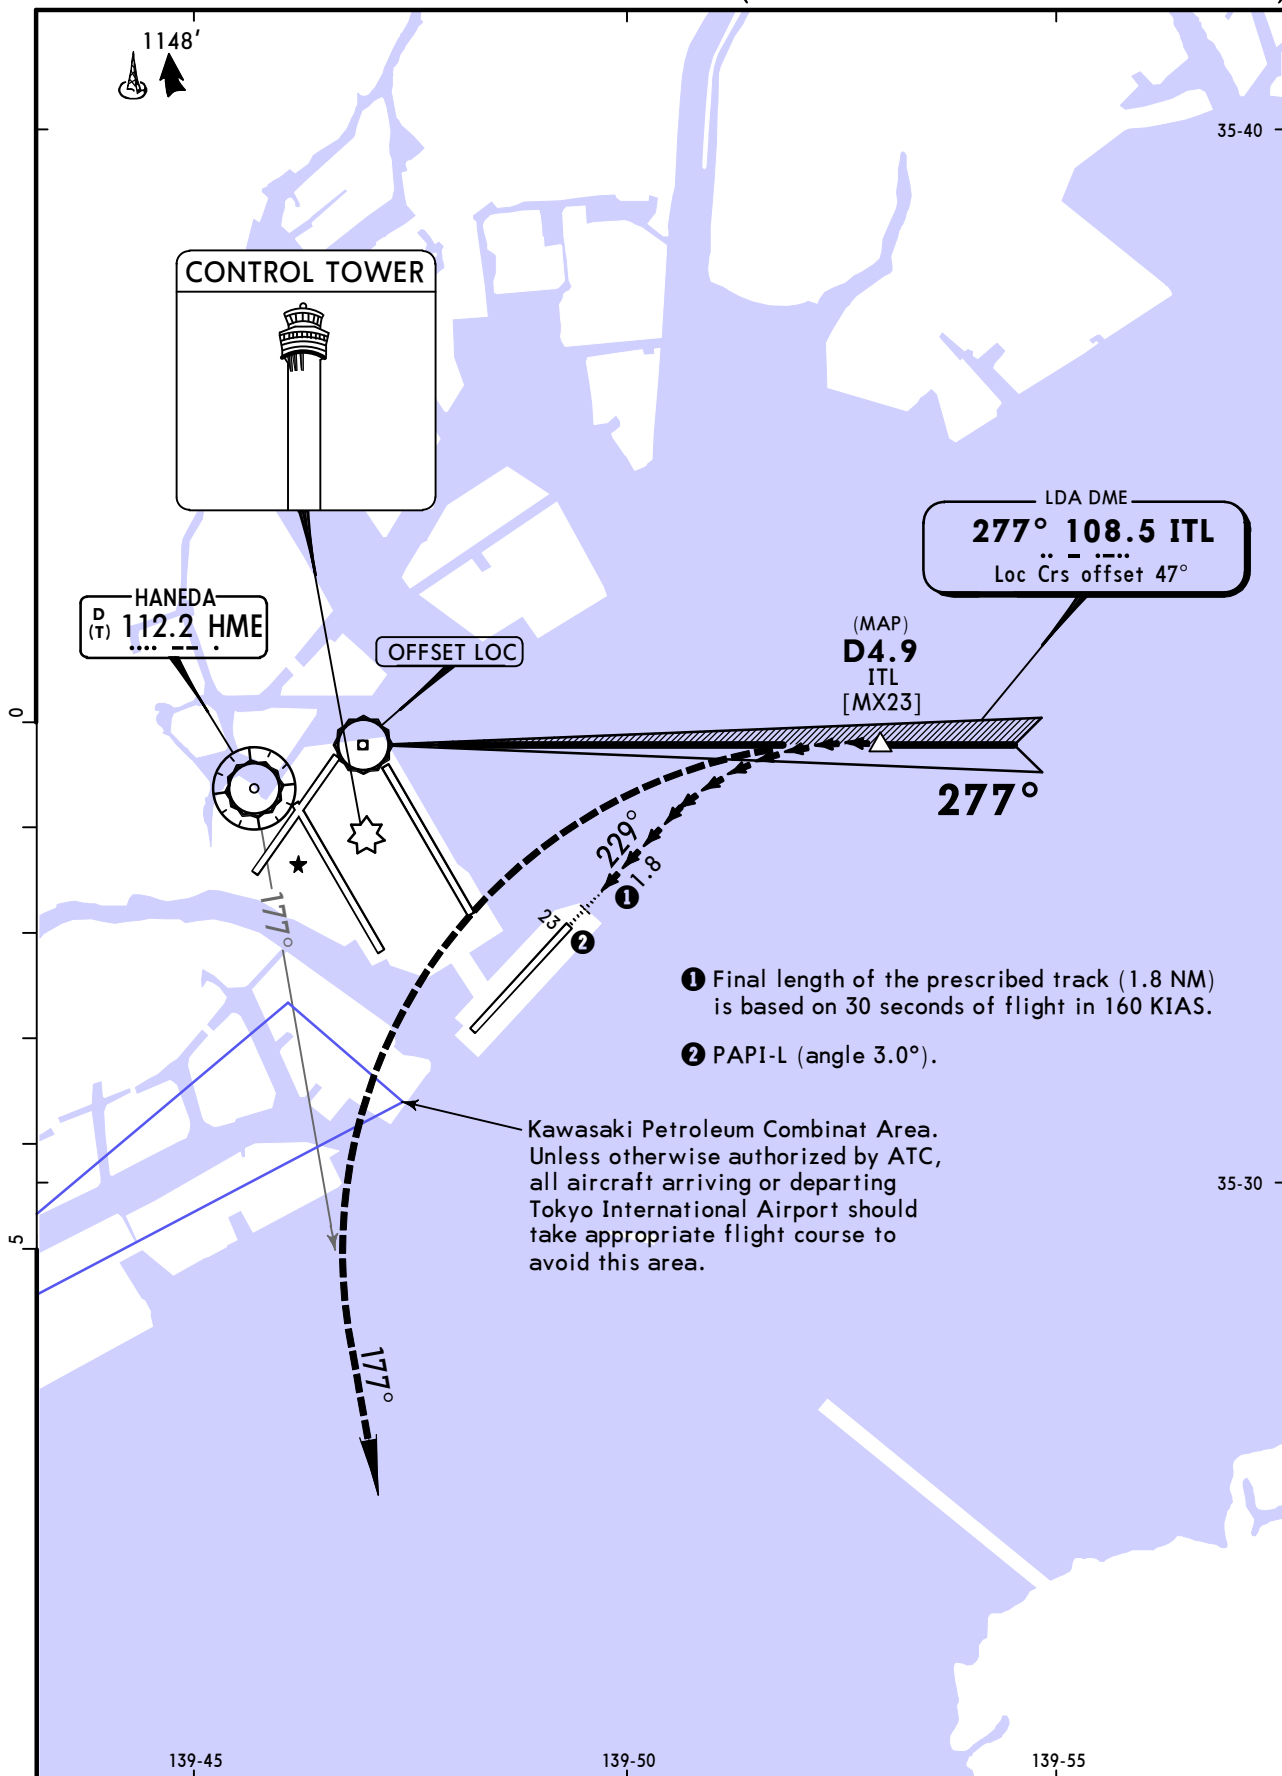 1148'
35-40
CONTROL TOWER
LDA DME
277° 108.5 ITL
Loc Crs offset 47°
HANEDA
D
(T) 112.2 HME
OFFSET LOC
(MAP)
D4.9
ITL
[MX23]
0
277°
229°
1.8
1
177°
23
2
1 Final length of the prescribed track (1.8 NM)
is based on 30 seconds of flight in 160 KIAS.
2 PAPI-L (angle 3.0°).
Kawasaki Petroleum Combinat Area.
Unless otherwise authorized by ATC,
all aircraft arriving or departing
Tokyo International Airport should
take appropriate flight course to
avoid this area.
35-30
5
177°
139-45
139-50
139-55